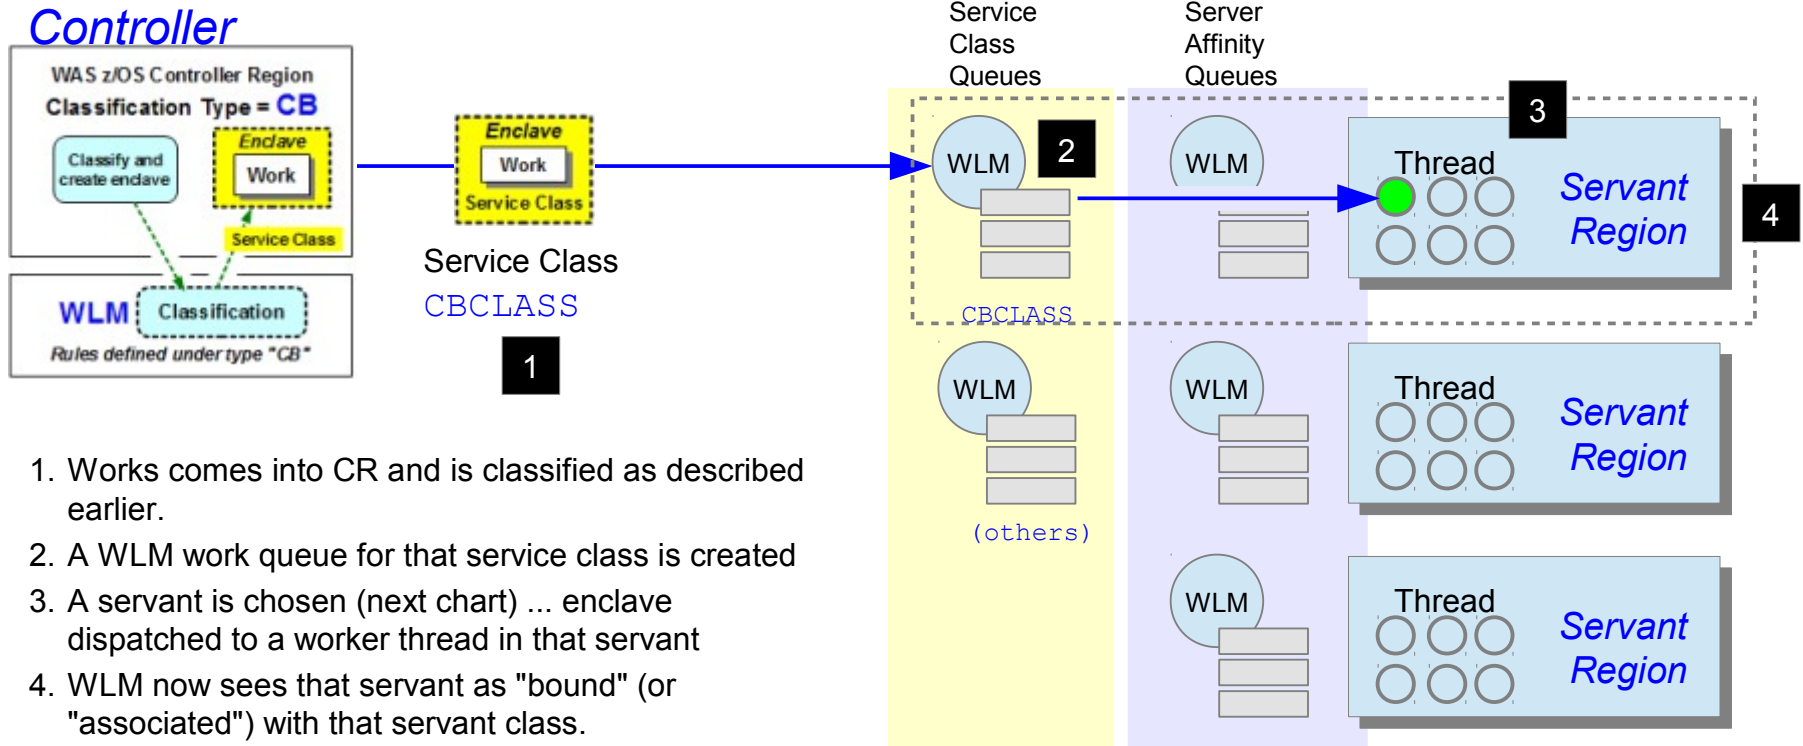 Controller
WAS z/OS Controller Region
Classification Type = CB
Classify and
create enclave
Enclave
Work
Service Class
WLM
Classification
Rules defined under type "CB"
Enclave
Work
Service Class
Service Class
CBCLASS
1
Service
Class
Queues
Server
Affinity
Queues
WLM
2
CBCLASS
WLM
3
Thread
Servant
Region
4
WLM
(others)
WLM
Thread
Servant
Region
WLM
Thread
Servant
Region
1. Works comes into CR and is classified as described
earlier.
2. A WLM work queue for that service class is created
3. A servant is chosen (next chart) ... enclave
dispatched to a worker thread in that servant
4. WLM now sees that servant as "bound" (or
"associated") with that servant class.